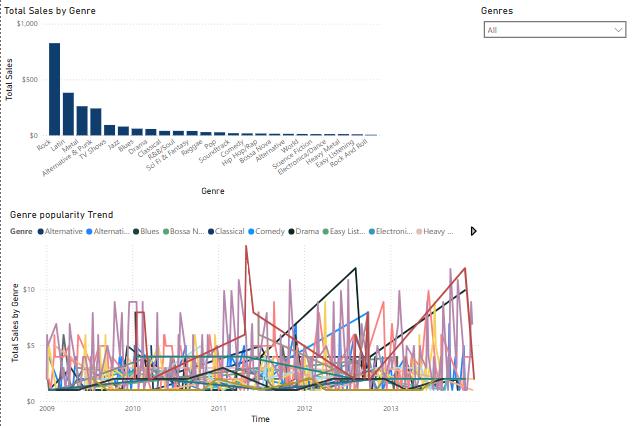 Total Sales by Genre
Genres
All
$1,000
$500
$0
Total Sales
Rock
Latin
Metal
Alternative & Punk
TV Shows
Jazz
Blues
Drama
Classical
R&B/Soul
Sci Fi & Fantasy
Reggae
Pop
Soundtrack
Comedy
Hip Hop/Rap
Bossa Nova
Alternative
World
Science Fiction
Electronica/Dance
Heavy Metal
Easy Listening
Rock And Roll
Genre
Genre popularity Trend
Genre Alternative Alternati... Blues Bossa N... Classical Comedy Drama Easy List... Electroni... Heavy ...
$10
$5
$0
Total Sales by Genre
2009 2010 2011 2012 2013
Time